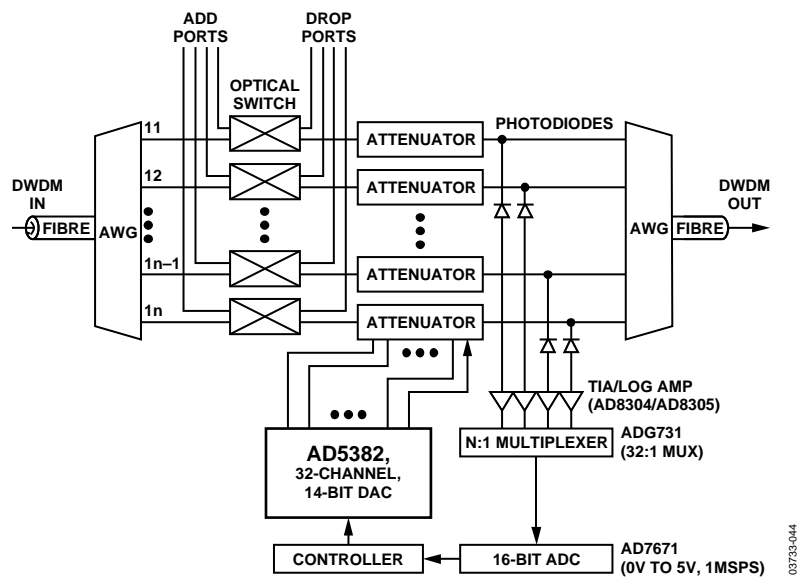 ADD
PORTS
DROP
PORTS
OPTICAL
SWITCH
PHOTODIODES
11
ATTENUATOR
12
ATTENUATOR
DWDM
IN
FIBRE
AWG
AWG
FIBRE
DWDM
OUT
1n–1
ATTENUATOR
1n
ATTENUATOR
TIA/LOG AMP
(AD8304/AD8305)
AD5382,
32-CHANNEL,
14-BIT DAC
N:1 MULTIPLEXER
ADG731
(32:1 MUX)
CONTROLLER
16-BIT ADC
AD7671
(0V TO 5V, 1MSPS)
03733-044